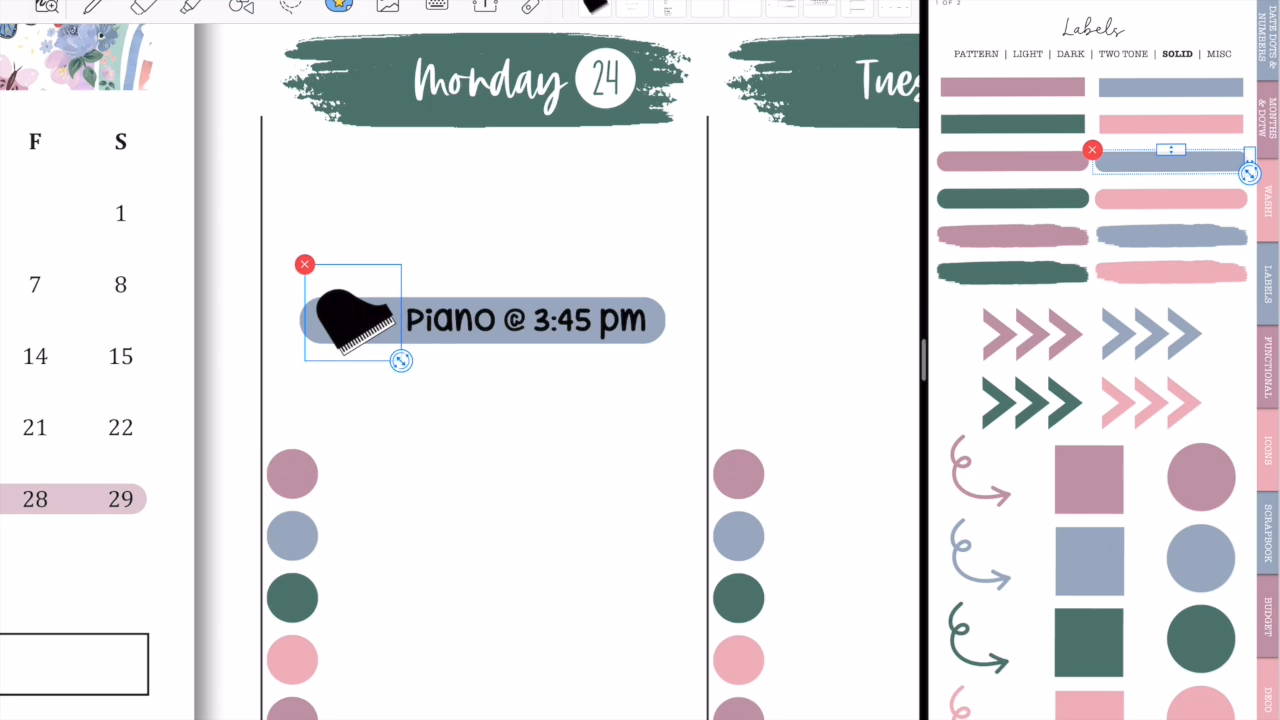 F S
1
7 8
14 15
21 22
28 29
Monday 24
Tues
Piano @ 3:45 pm
1 OF 2
Labels
PATTERN | LIGHT | DARK | TWO TONE | SOLID | MISC
DATE DOTS &
NUMBERS
MONTHS
& DOTW
WASHI
LABELS
FUNCTIONAL
ICONS
SCRAPBOOK
BUDGET
DECO